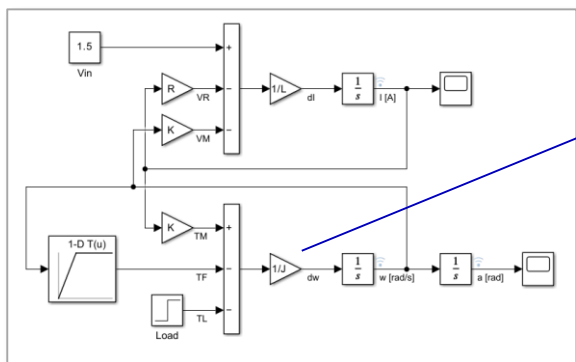 1.5
Vin
+
R
VR
−
1/L
dI
1
s
I [A]
K
VM
−
1-D T(u)
K
TM
+
TF
−
1/J
dw
1
s
w [rad/s]
1
s
a [rad]
TL
−
Load